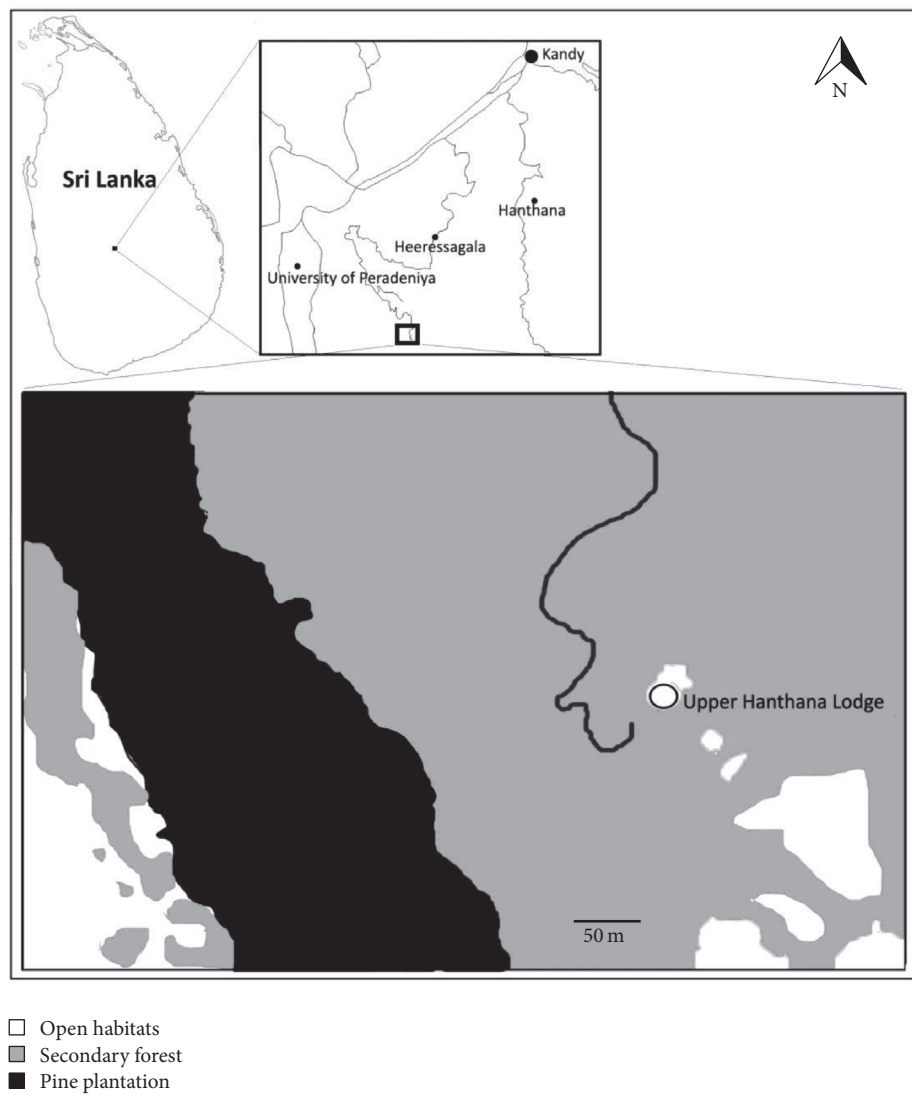 Kandy
N
Sri Lanka
Hanthana
Heeressagala
University of Peradeniya
Upper Hanthana Lodge
50 m
Open habitats
Secondary forest
Pine plantation